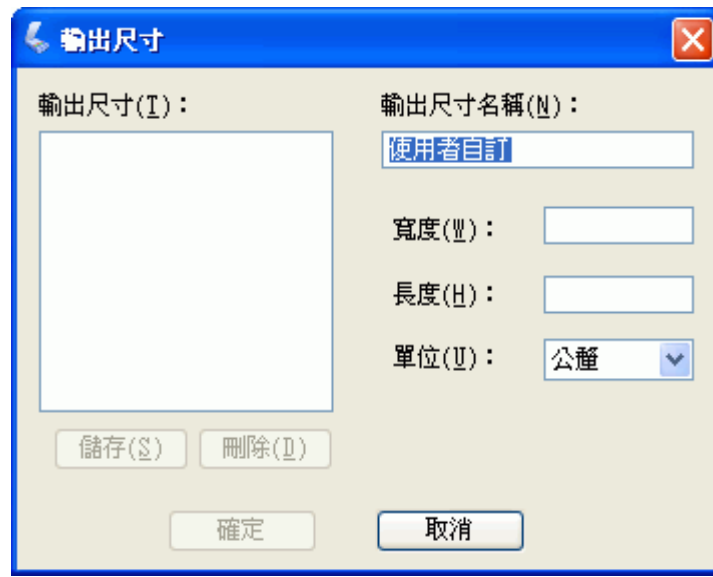 輸出尺寸
輸出尺寸(T)：
輸出尺寸名稱(N)：
使用者自訂
寬度(W)：
長度(H)：
單位(U)：
公釐
儲存(S)
刪除(D)
確定
取消